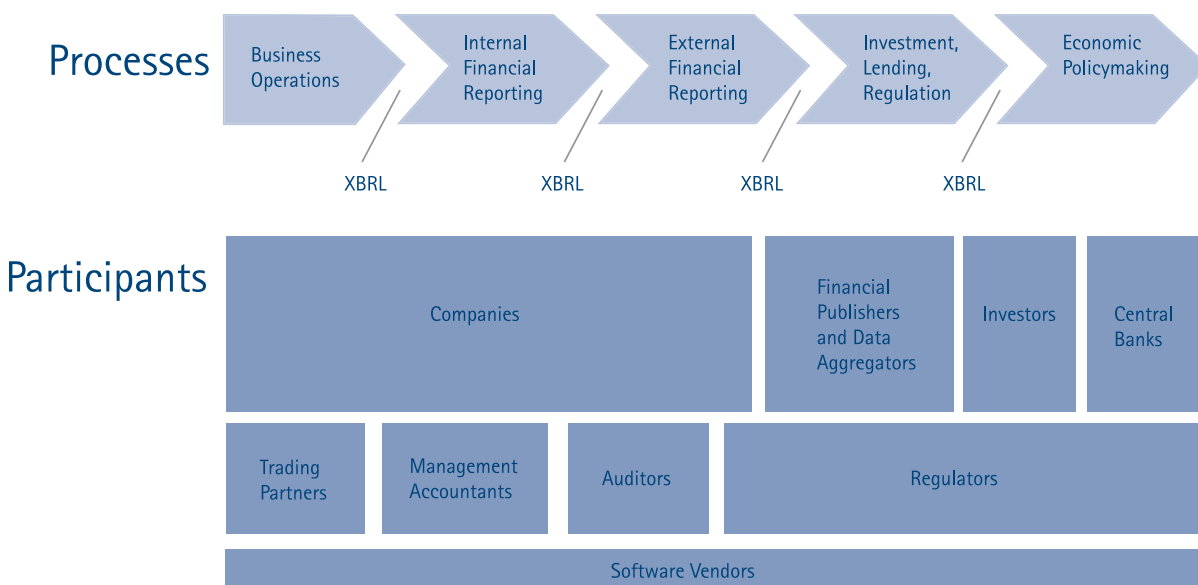 Processes
Business
Operations
Internal
Financial
Reporting
External
Financial
Reporting
Investment,
Lending,
Regulation
Economic
Policymaking
XBRL
XBRL
XBRL
XBRL
Participants
Companies
Financial
Publishers
and Data
Aggregators
Investors
Central
Banks
Trading
Partners
Management
Accountants
Auditors
Regulators
Software Vendors